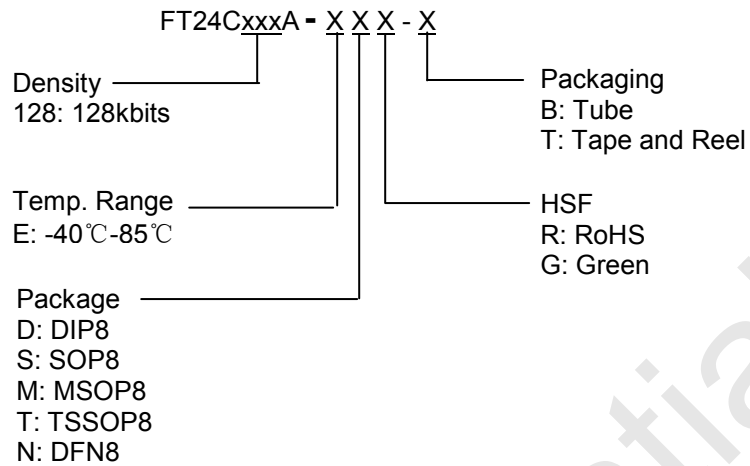 FT24CxxxA - X X X - X
Density
128: 128kbits
Packaging
B: Tube
T: Tape and Reel
Temp. Range
E: -40℃-85℃
HSF
R: RoHS
G: Green
Package
D: DIP8
S: SOP8
M: MSOP8
T: TSSOP8
N: DFN8